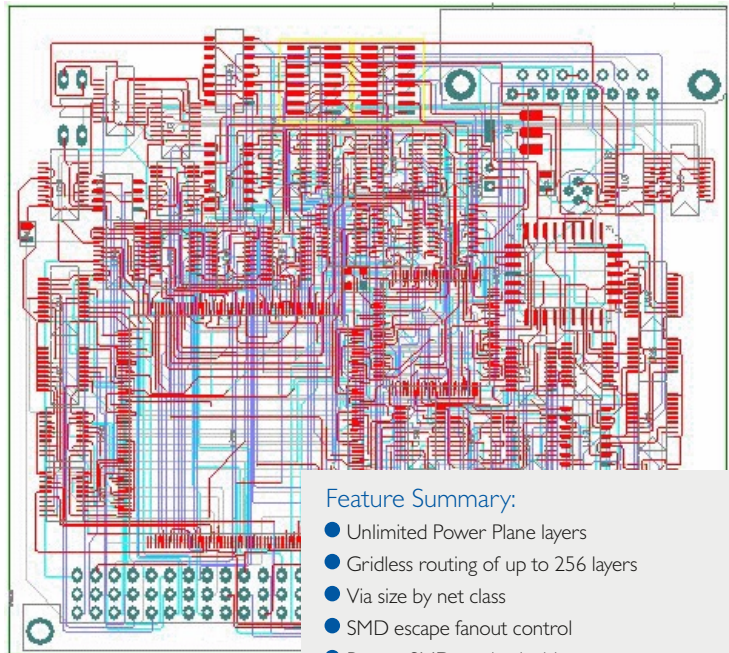 Feature Summary:
Unlimited Power Plane layers
Gridless routing of up to 256 layers
Via size by net class
SMD escape fanout control